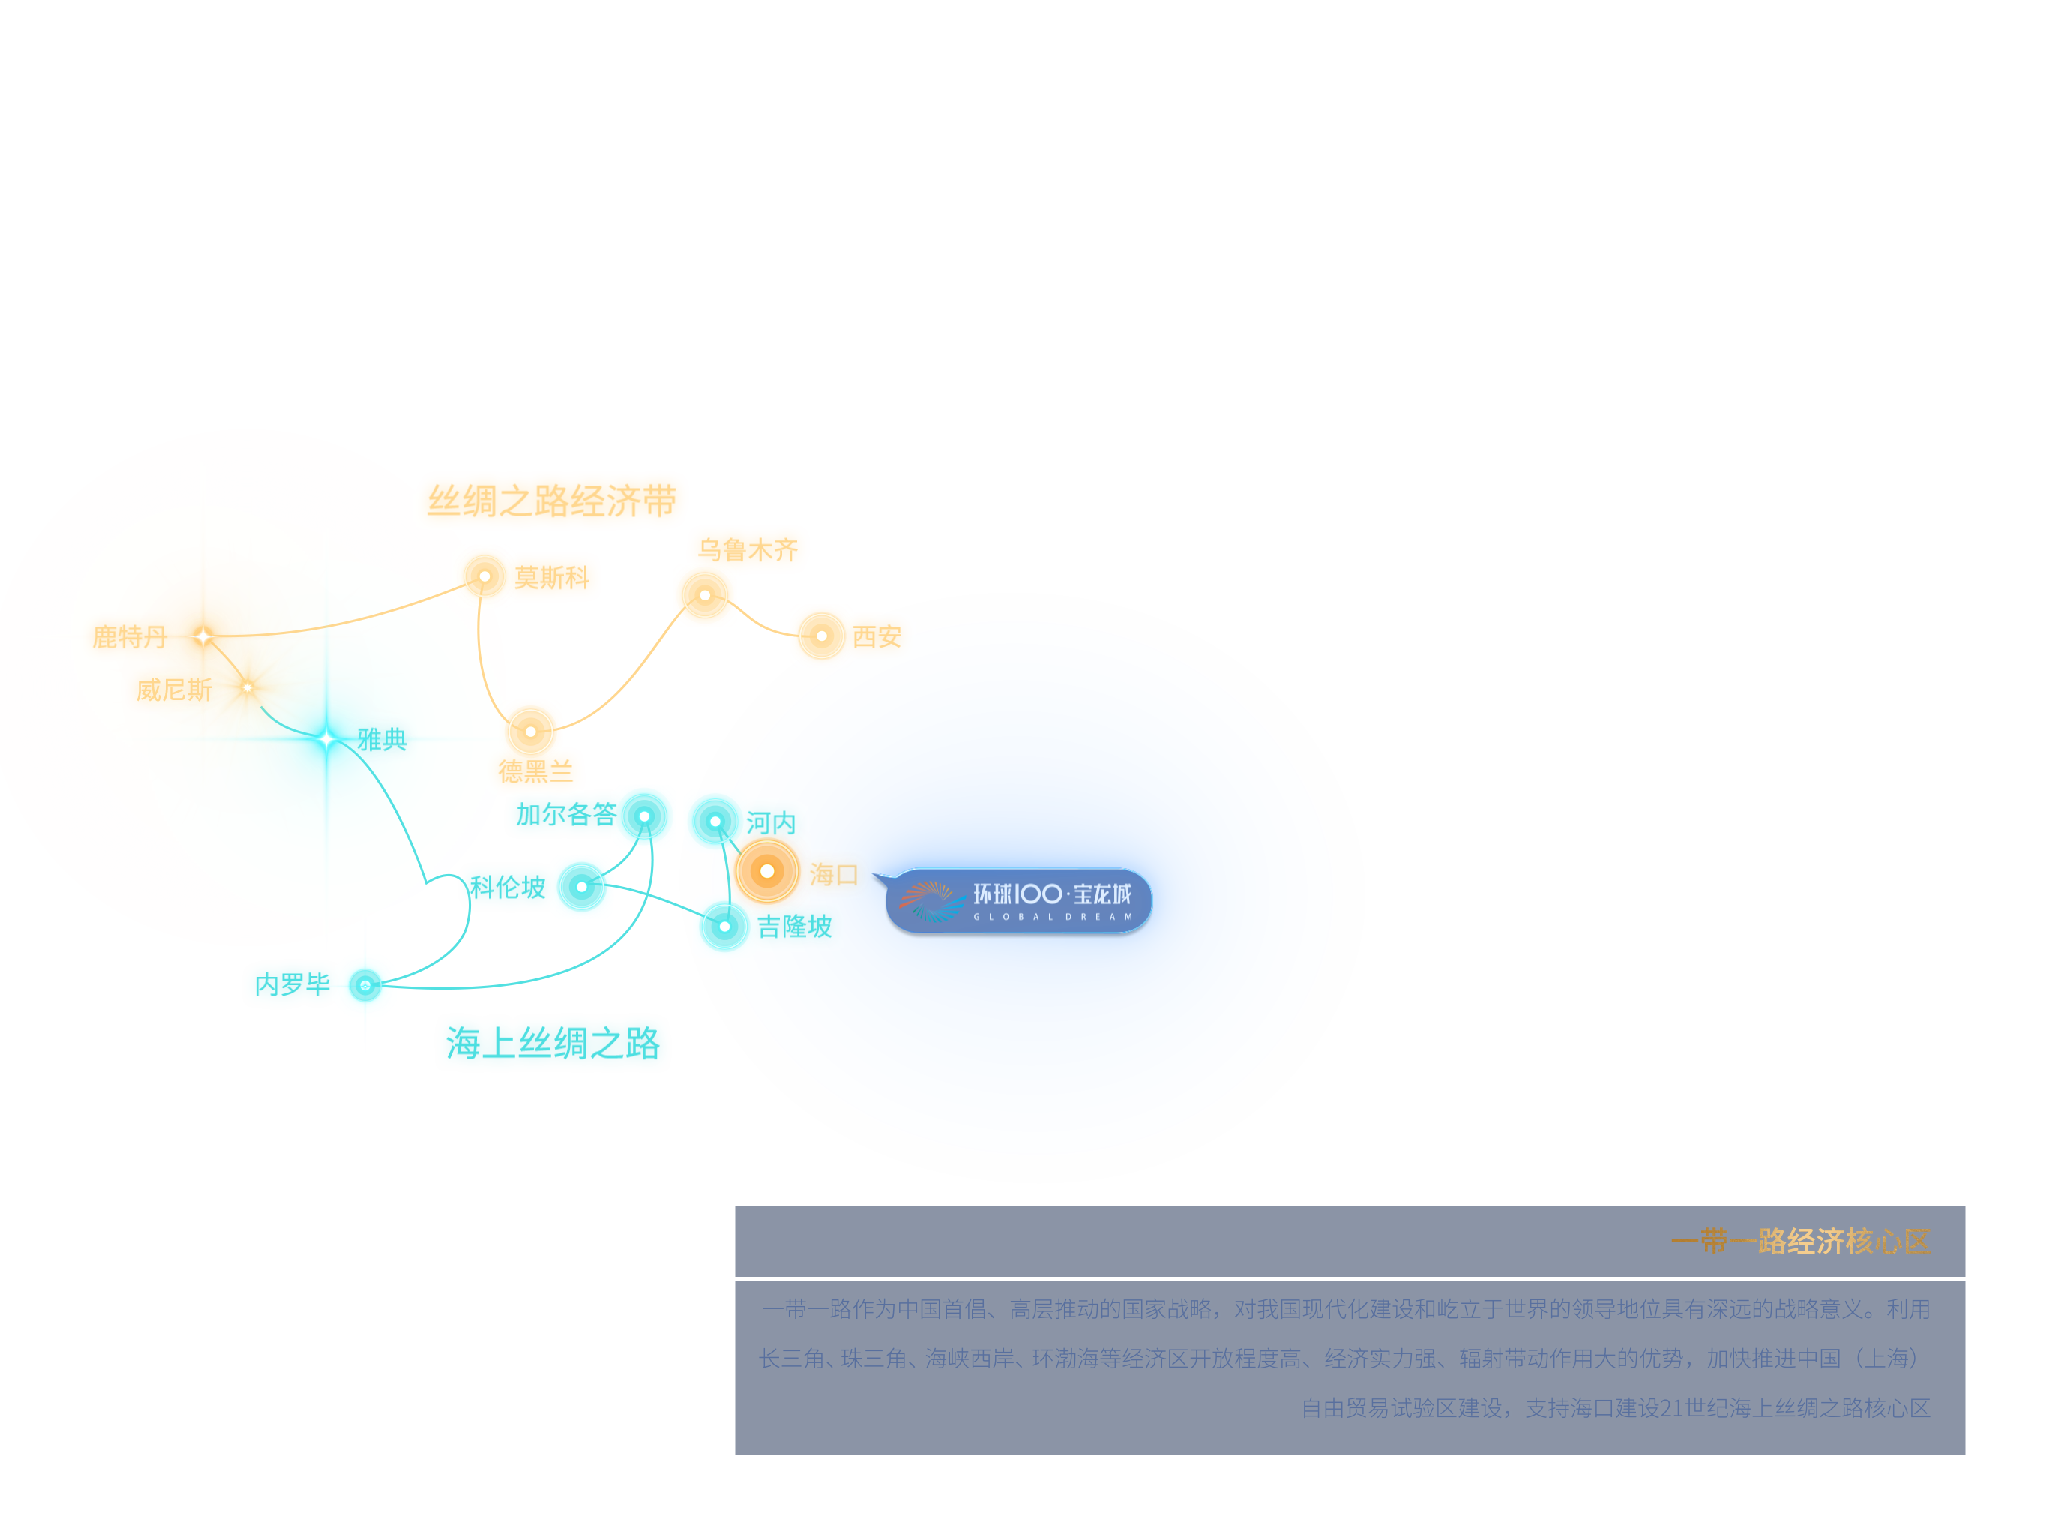 丝绸之路经济带
乌鲁木齐
莫斯科
鹿特丹
西安
威尼斯
雅典
德黑兰
加尔各答
河内
海口
科伦坡
环球100·宝龙城
GLOBAL DREAM
吉隆坡
内罗毕
海上丝绸之路
一带一路经济核心区
一带一路作为中国首倡、高层推动的国家战略，对我国现代化建设和屹立于世界的领导地位具有深远的战略意义。利用
长三角、珠三角、海峡西岸、环渤海等经济区开放程度高、经济实力强、辐射带动作用大的优势，加快推进中国（上海）
自由贸易试验区建设，支持海口建设21世纪海上丝绸之路核心区